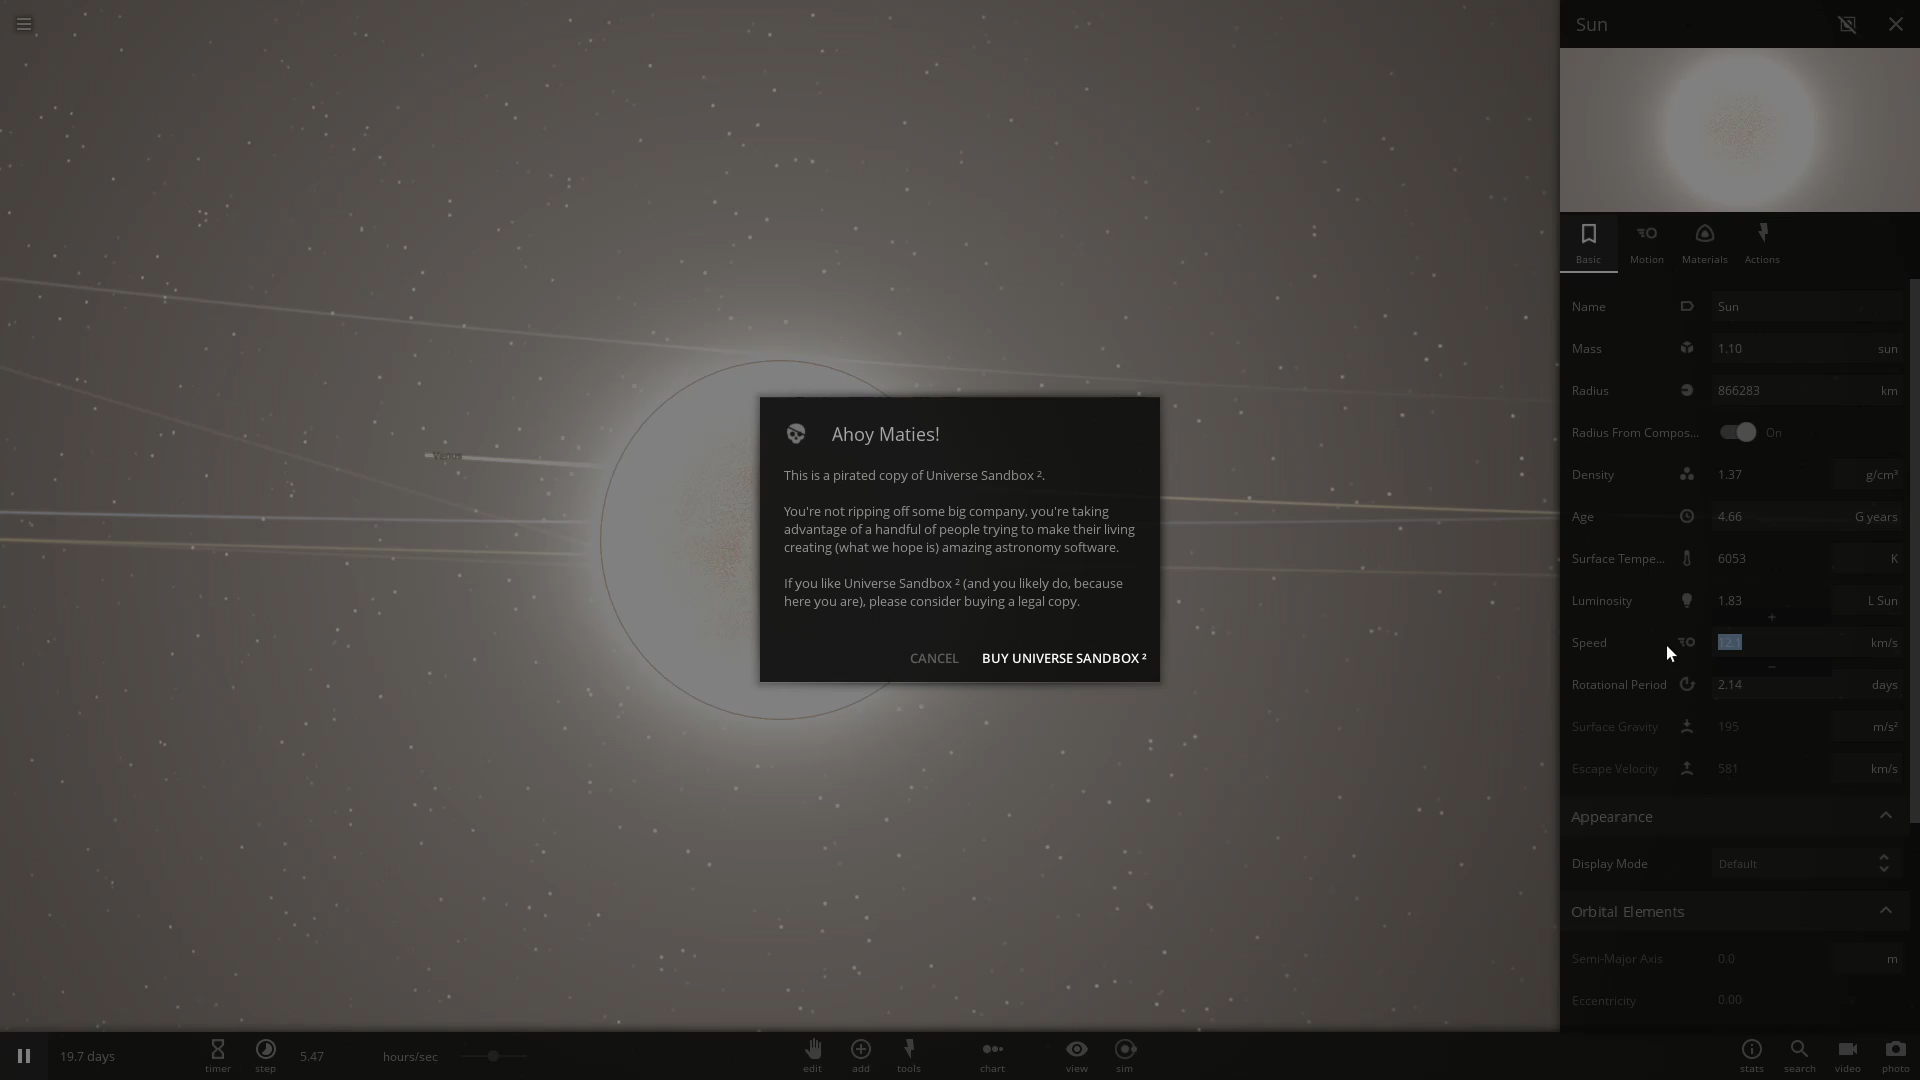 Sun
Basic
Motion
Materials
Actions
Name
Sun
Mass
1.10
sun
Radius
866283
km
Radius From Compos...
On
Density
1.37
g/cm³
Age
4.66
G years
Surface Tempe...
6053
K
Luminosity
1.83
L Sun
+
Speed
12.1
km/s
−
Rotational Period
2.14
days
Surface Gravity
195
m/s²
Escape Velocity
581
km/s
Appearance
Display Mode
Default
Orbital Elements
Semi-Major Axis
0.0
m
Eccentricity
0.00
Venus
Ahoy Maties!
This is a pirated copy of Universe Sandbox ².
You're not ripping off some big company, you're taking
advantage of a handful of people trying to make their living
creating (what we hope is) amazing astronomy software.
If you like Universe Sandbox ² (and you likely do, because
here you are), please consider buying a legal copy.
CANCEL
BUY UNIVERSE SANDBOX ²
19.7 days
timer
step
5.47
hours/sec
edit
add
tools
chart
view
sim
stats
search
video
photo